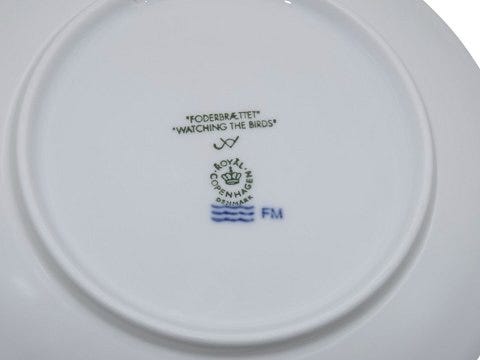 "FODERBRÆTTET"
"WATCHING THE BIRDS"
ROYAL
COPENHAGEN
DENMARK
FM